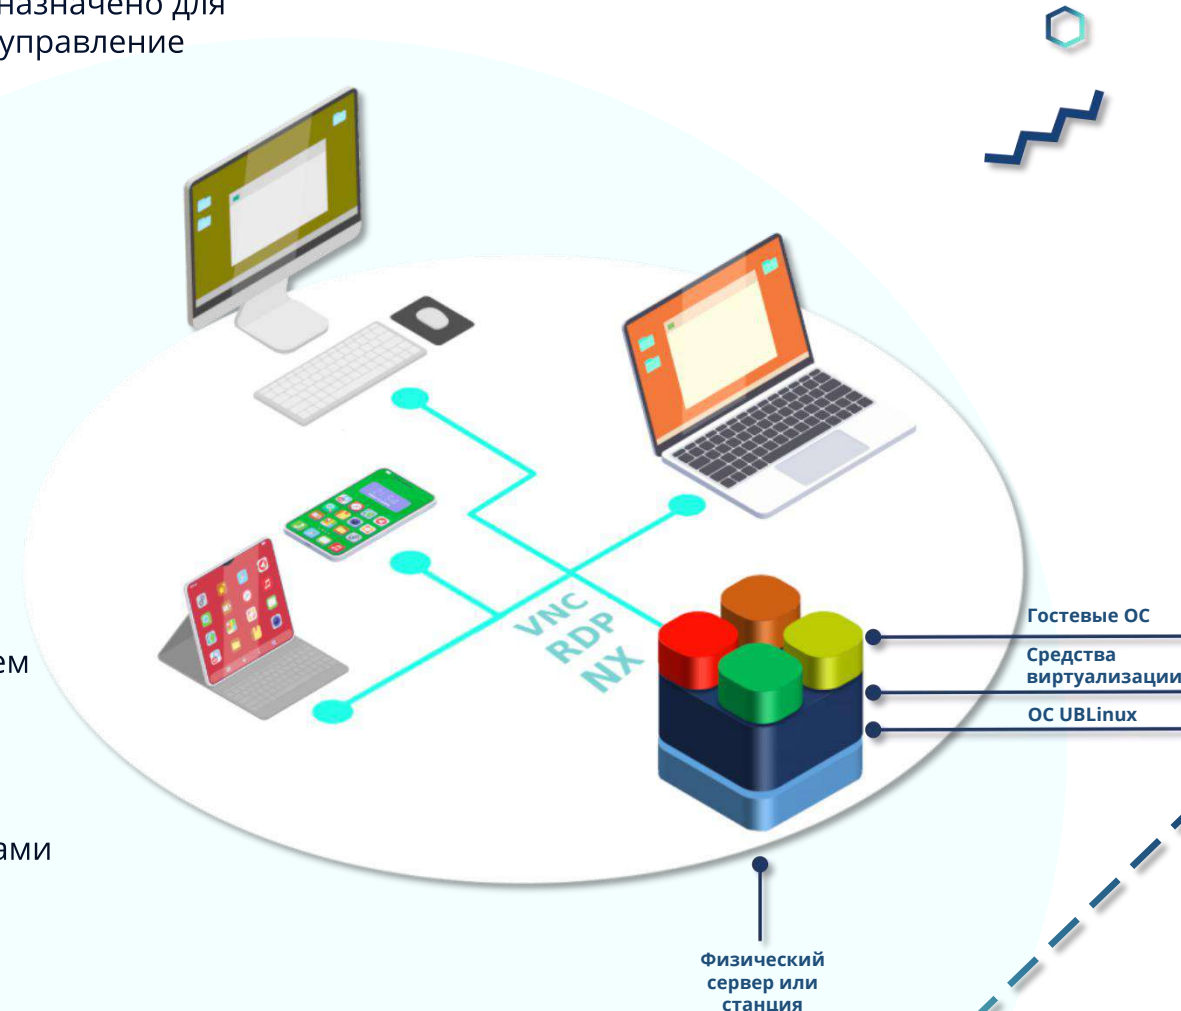 назначено для
управление
VNC
RDP
NX
Гостевые ОС
Средства
виртуализации
ОС UBLinux
ем
ами
Физический
сервер или
станция